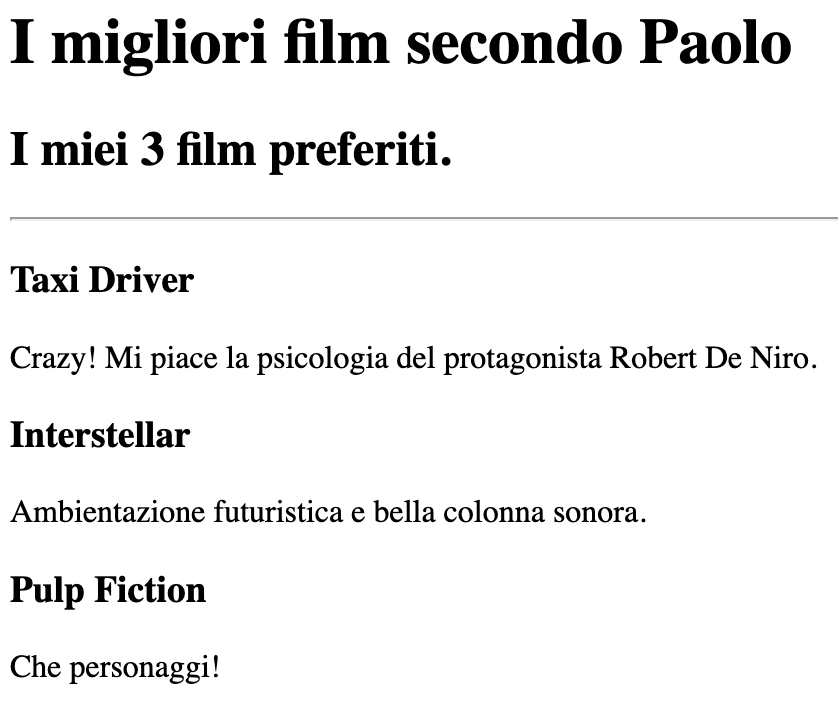 I migliori film secondo Paolo
I miei 3 film preferiti.
Taxi Driver
Crazy! Mi piace la psicologia del protagonista Robert De Niro.
Interstellar
Ambientazione futuristica e bella colonna sonora.
Pulp Fiction
Che personaggi!